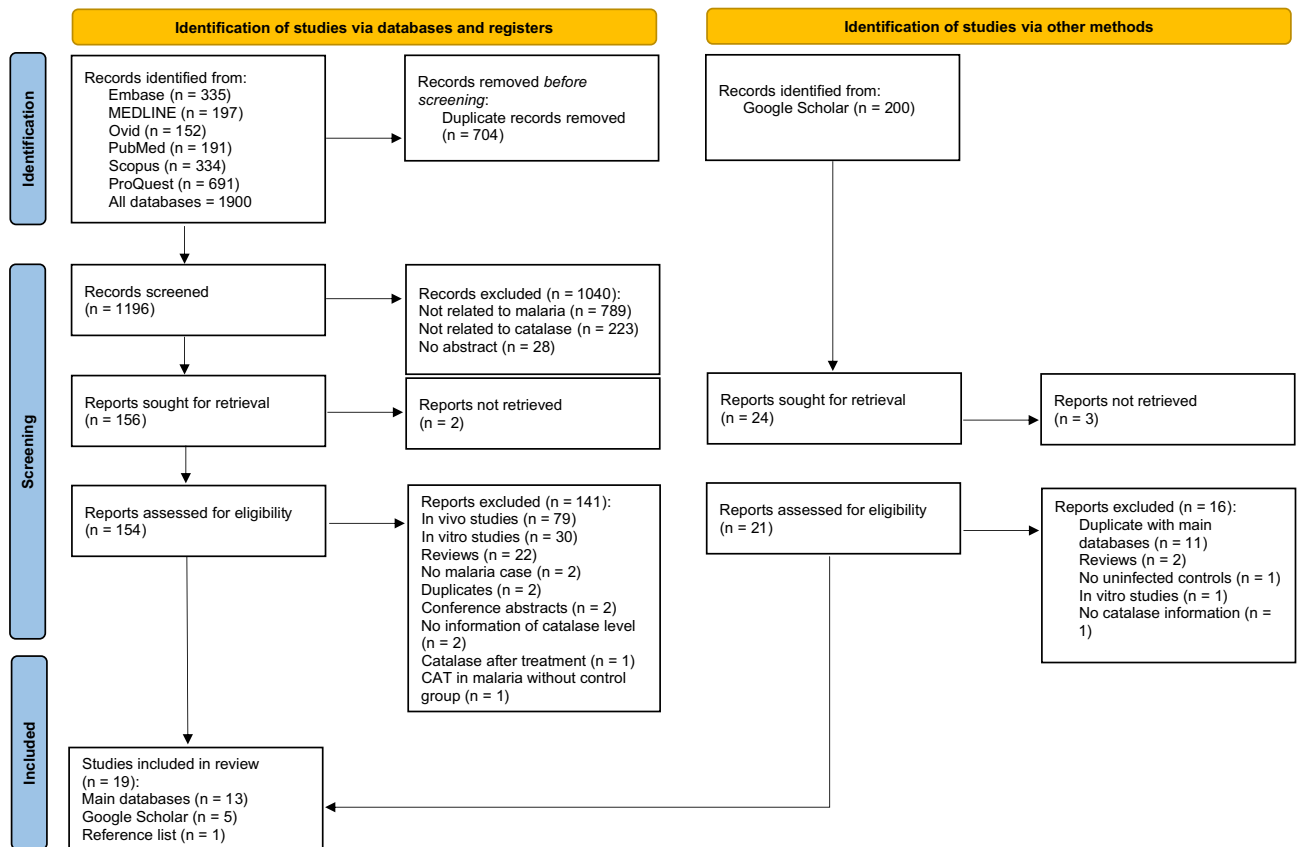 Identification of studies via databases and registers
Identification of studies via other methods
Identification
Records identified from:
Embase (n = 335)
MEDLINE (n = 197)
Ovid (n = 152)
PubMed (n = 191)
Scopus (n = 334)
ProQuest (n = 691)
All databases = 1900
Records removed before
screening:
Duplicate records removed
(n = 704)
Records identified from:
Google Scholar (n = 200)
Screening
Records screened
(n = 1196)
Records excluded (n = 1040):
Not related to malaria (n = 789)
Not related to catalase (n = 223)
No abstract (n = 28)
Reports sought for retrieval
(n = 156)
Reports not retrieved
(n = 2)
Reports sought for retrieval
(n = 24)
Reports not retrieved
(n = 3)
Reports assessed for eligibility
(n = 154)
Reports excluded (n = 141):
In vivo studies (n = 79)
In vitro studies (n = 30)
Reviews (n = 22)
No malaria case (n = 2)
Duplicates (n = 2)
Conference abstracts (n = 2)
No information of catalase level
(n = 2)
Catalase after treatment (n = 1)
CAT in malaria without control
group (n = 1)
Reports assessed for eligibility
(n = 21)
Reports excluded (n = 16):
Duplicate with main
databases (n = 11)
Reviews (n = 2)
No uninfected controls (n = 1)
In vitro studies (n = 1)
No catalase information (n =
1)
Included
Studies included in review
(n = 19):
Main databases (n = 13)
Google Scholar (n = 5)
Reference list (n = 1)